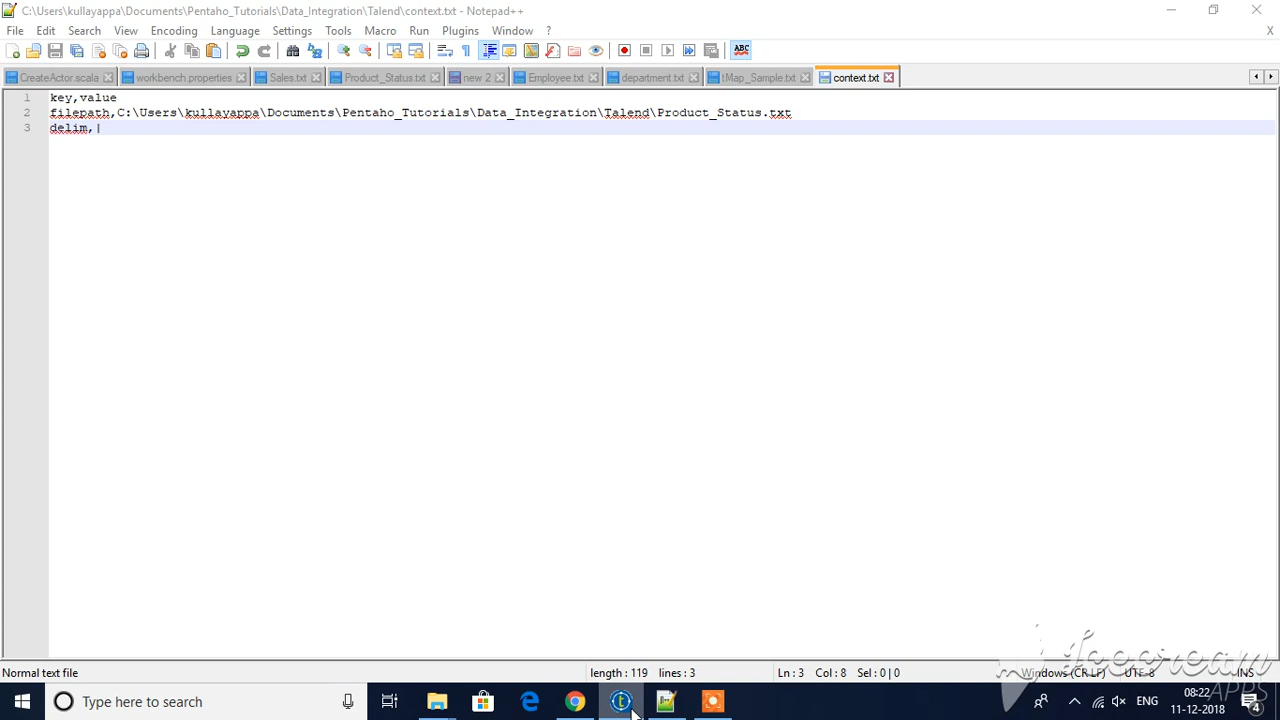 C:\Users\kullayappa\Documents\Pentaho_Tutorials\Data_Integration\Talend\context.txt - Notepad++
File Edit Search View Encoding Language Settings Tools Macro Run Plugins Window ? X
CreateActor.scala workbench.properties Sales.txt Product_Status.txt new 2 Employee.txt department.txt tMap_Sample.txt context.txt
1 key,value
2 filepath,C:\Users\kullayappa\Documents\Pentaho_Tutorials\Data_Integration\Talend\Product_Status.txt
3 delim,|
Normal text file length : 119 lines : 3 Ln : 3 Col : 8 Sel : 0 | 0 Windows (CR LF) UTF-8 INS
Icecream
APPS
Type here to search ENG 08:22
11-12-2018 4